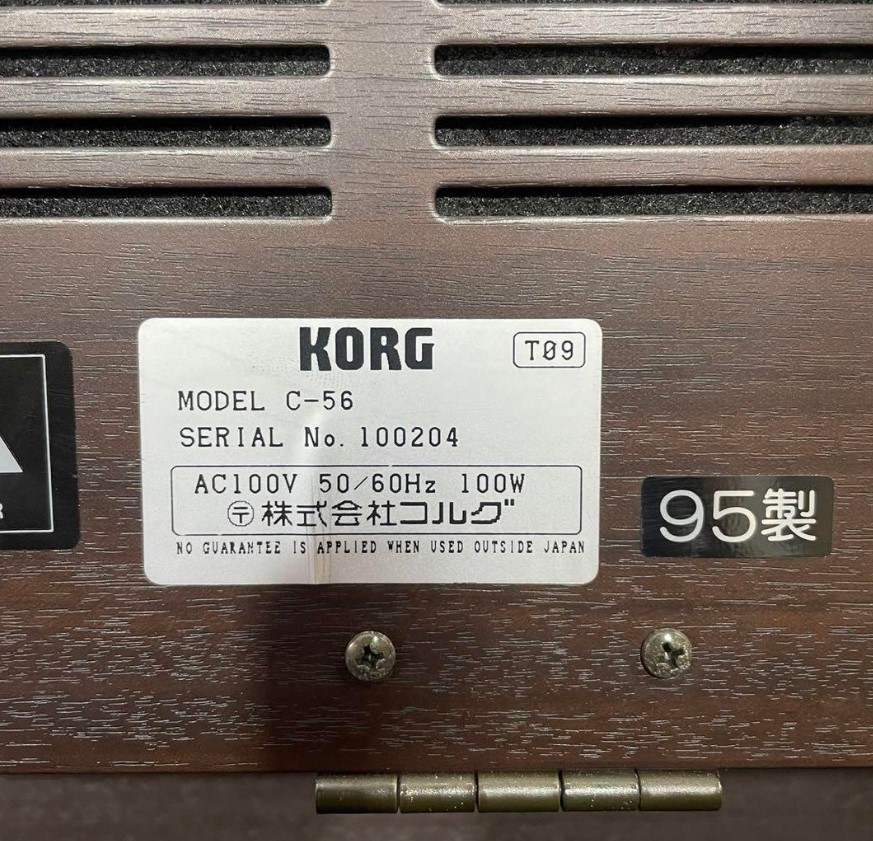 KORG
T09
MODEL C-56
SERIAL No. 100204
AC100V 50/60Hz 100W
〶 株式会社コルグ
NO GUARANTEE IS APPLIED WHEN USED OUTSIDE JAPAN
95製